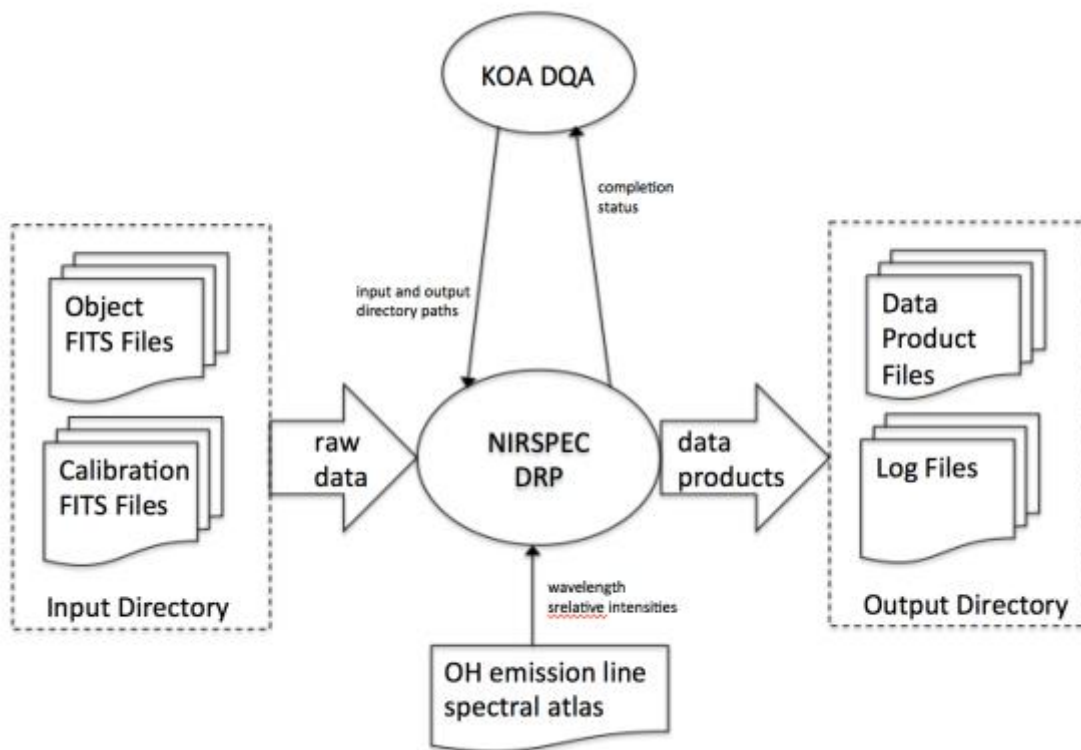 KOA DQA
completion
status
input and output
directory paths
Object
FITS Files
Calibration
FITS Files
Input Directory
raw
data
NIRSPEC
DRP
data
products
Data
Product
Files
Log Files
Output Directory
wavelength
srelative intensities
OH emission line
spectral atlas